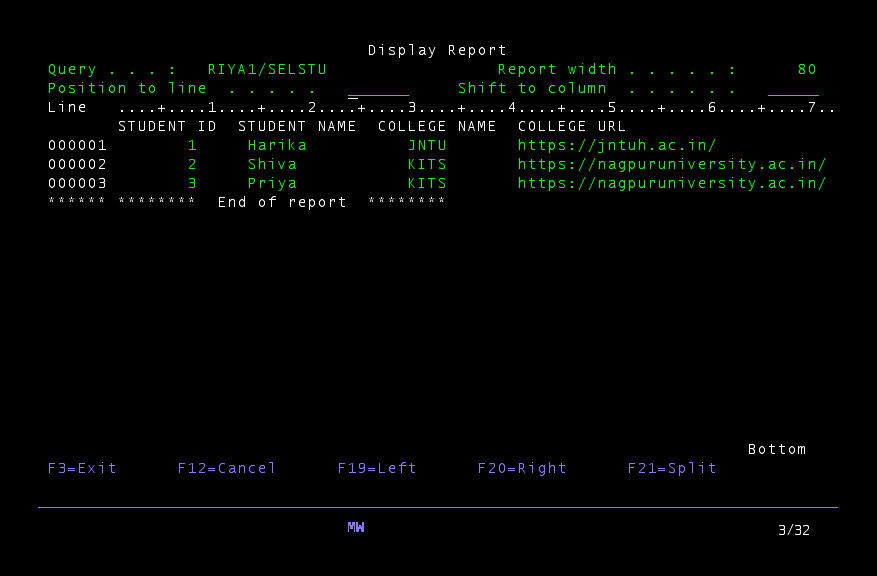 Display Report
Query . . . :   RIYA1/SELSTU                 Report width . . . . . :      80
Position to line  . . . . .   ______     Shift to column  . . . . . .   _____
Line   ....+....1....+....2....+....3....+....4....+....5....+....6....+....7..
       STUDENT ID  STUDENT NAME  COLLEGE NAME  COLLEGE URL
000001        1     Harika          JNTU       https://jntuh.ac.in/
000002        2     Shiva           KITS       https://nagpuruniversity.ac.in/
000003        3     Priya           KITS       https://nagpuruniversity.ac.in/
****** ********  End of report  ********
Bottom
F3=Exit      F12=Cancel      F19=Left      F20=Right      F21=Split
MW                                         3/32